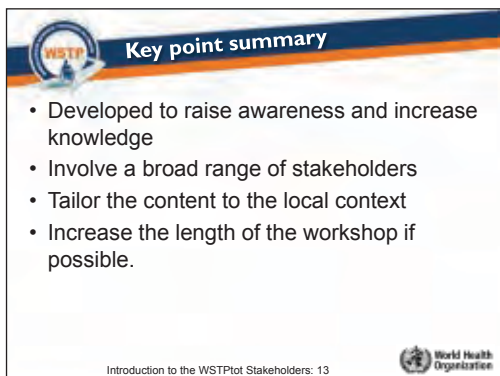 WSTP
Key point summary
• Developed to raise awareness and increase
knowledge
• Involve a broad range of stakeholders
• Tailor the content to the local context
• Increase the length of the workshop if
possible.
Introduction to the WSTPtot Stakeholders: 13
World Health
Organization